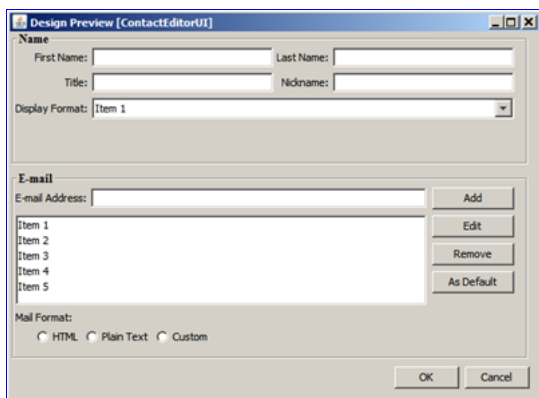 Design Preview [ContactEditorUI]
Name
First Name: Last Name:
Title: Nickname:
Display Format: Item 1
E-mail
E-mail Address: Add
Item 1 Edit
Item 2
Item 3 Remove
Item 4
Item 5 As Default
Mail Format:
HTML Plain Text Custom
OK Cancel